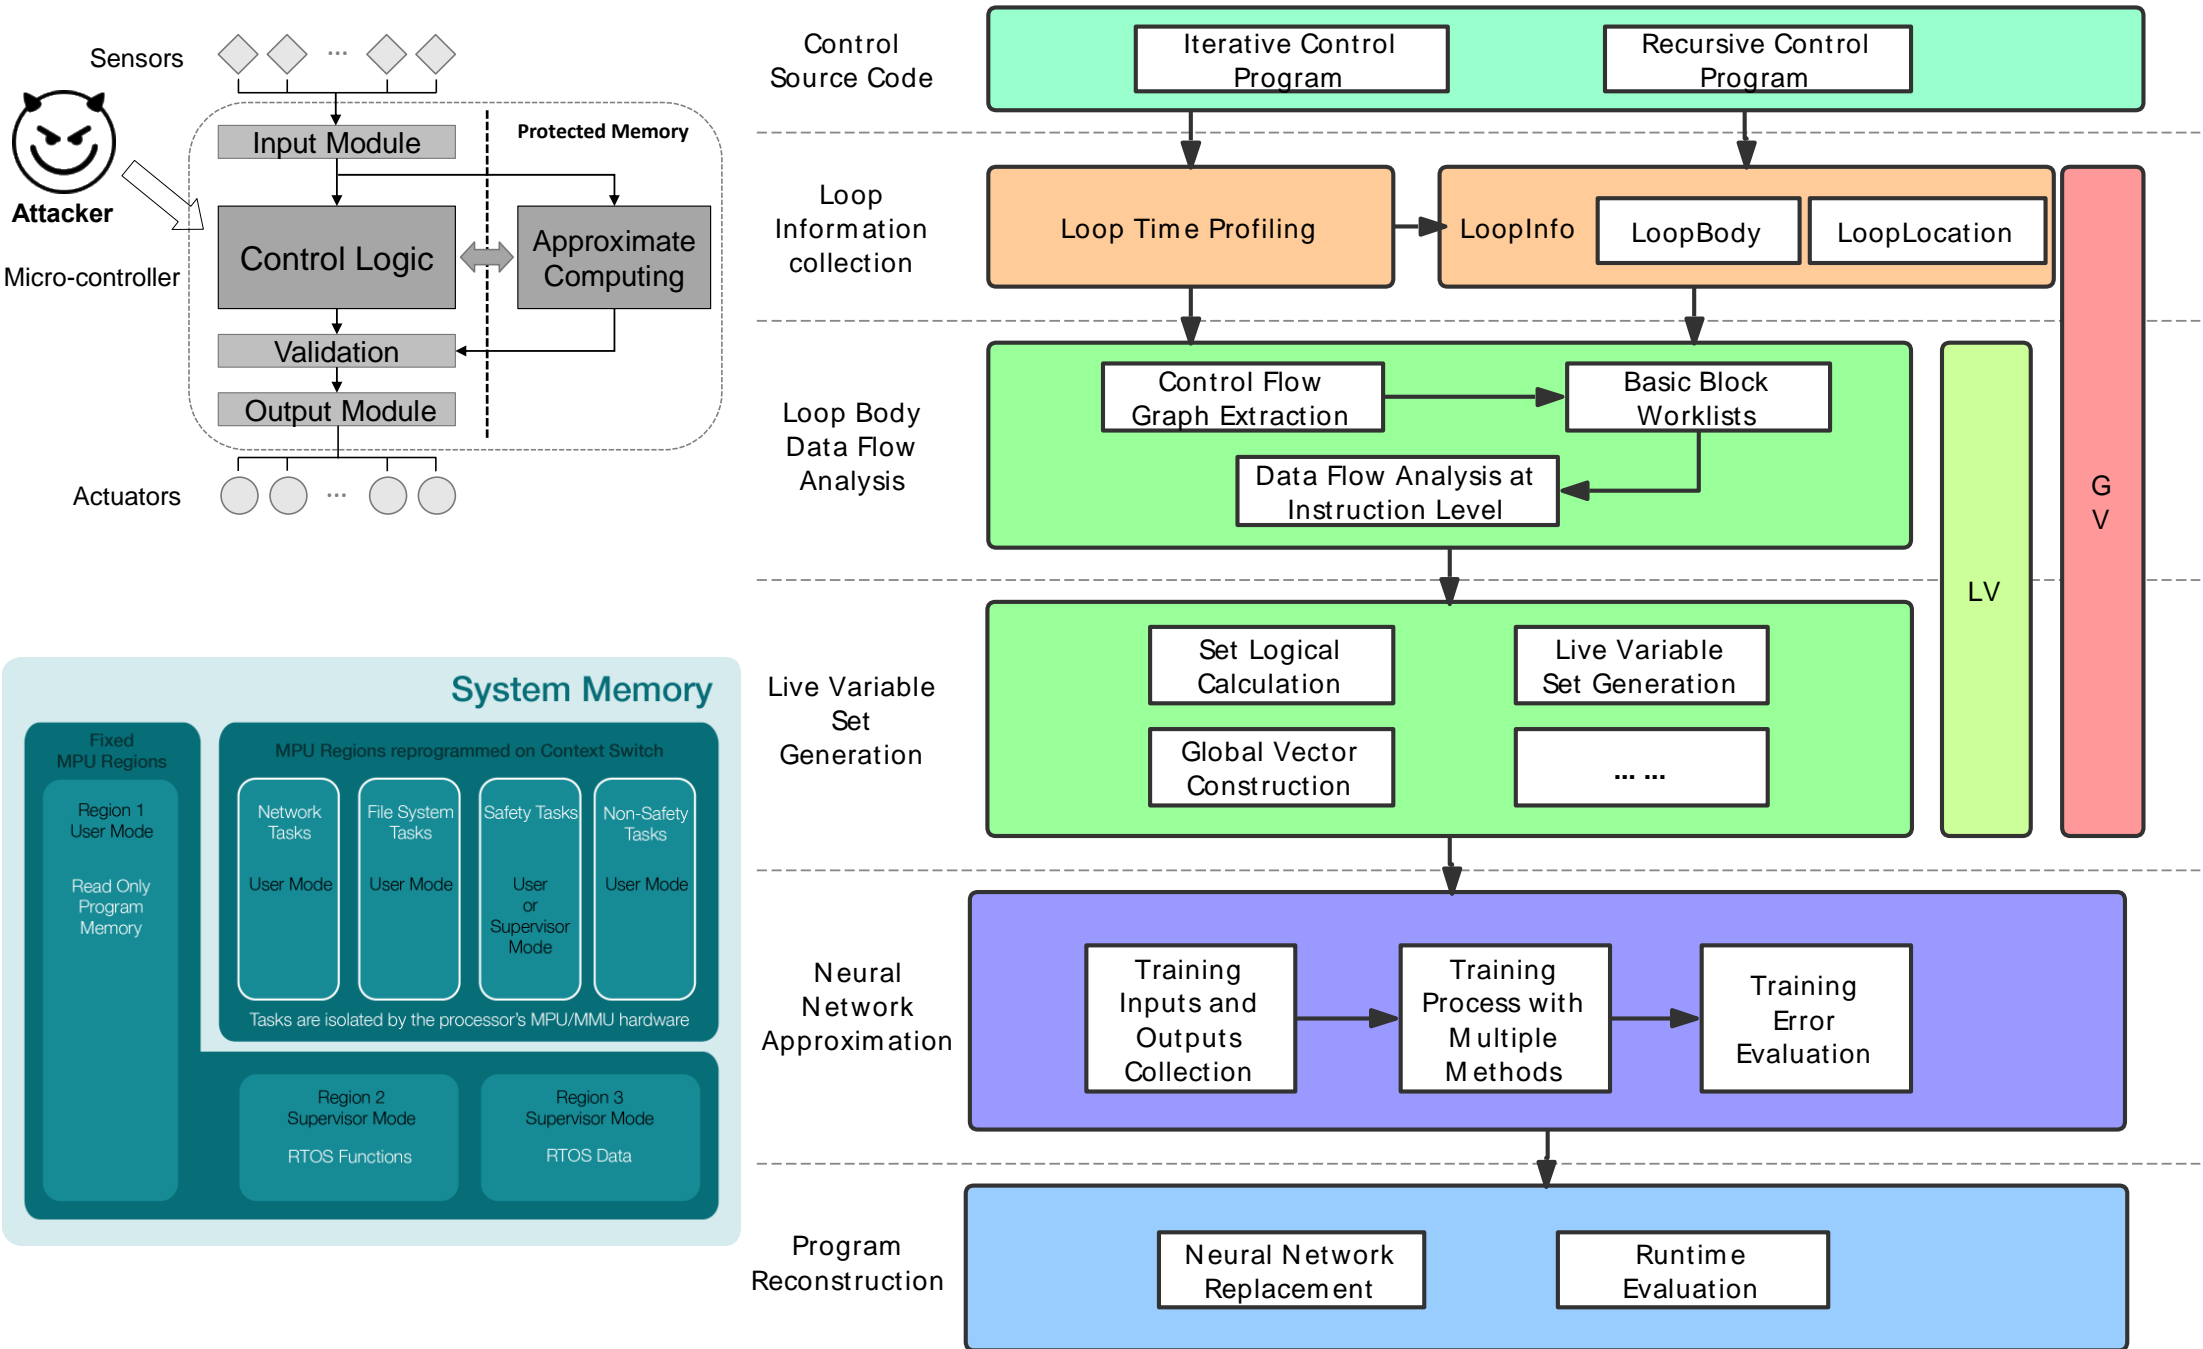 Sensors
...
Attacker
Micro-controller
Input Module
Protected Memory
Control Logic
Approximate
Computing
Validation
Output Module
Actuators
...
System Memory
Fixed
MPU Regions
Region 1
User Mode
Read Only
Program
Memory
MPU Regions reprogrammed on Context Switch
Network
Tasks
User Mode
File System
Tasks
User Mode
Safety Tasks
User
or
Supervisor
Mode
Non-Safety
Tasks
User Mode
Tasks are isolated by the processor's MPU/MMU hardware
Region 2
Supervisor Mode
RTOS Functions
Region 3
Supervisor Mode
RTOS Data
Control
Source Code
Iterative Control
Program
Recursive Control
Program
Loop
Information
collection
Loop Time Profiling
LoopInfo
LoopBody
LoopLocation
Loop Body
Data Flow
Analysis
Control Flow
Graph Extraction
Basic Block
Worklists
Data Flow Analysis at
Instruction Level
LV
G
V
Live Variable
Set
Generation
Set Logical
Calculation
Live Variable
Set Generation
Global Vector
Construction
... ...
Neural
Network
Approximation
Training
Inputs and
Outputs
Collection
Training
Process with
Multiple
Methods
Training
Error
Evaluation
Program
Reconstruction
Neural Network
Replacement
Runtime
Evaluation